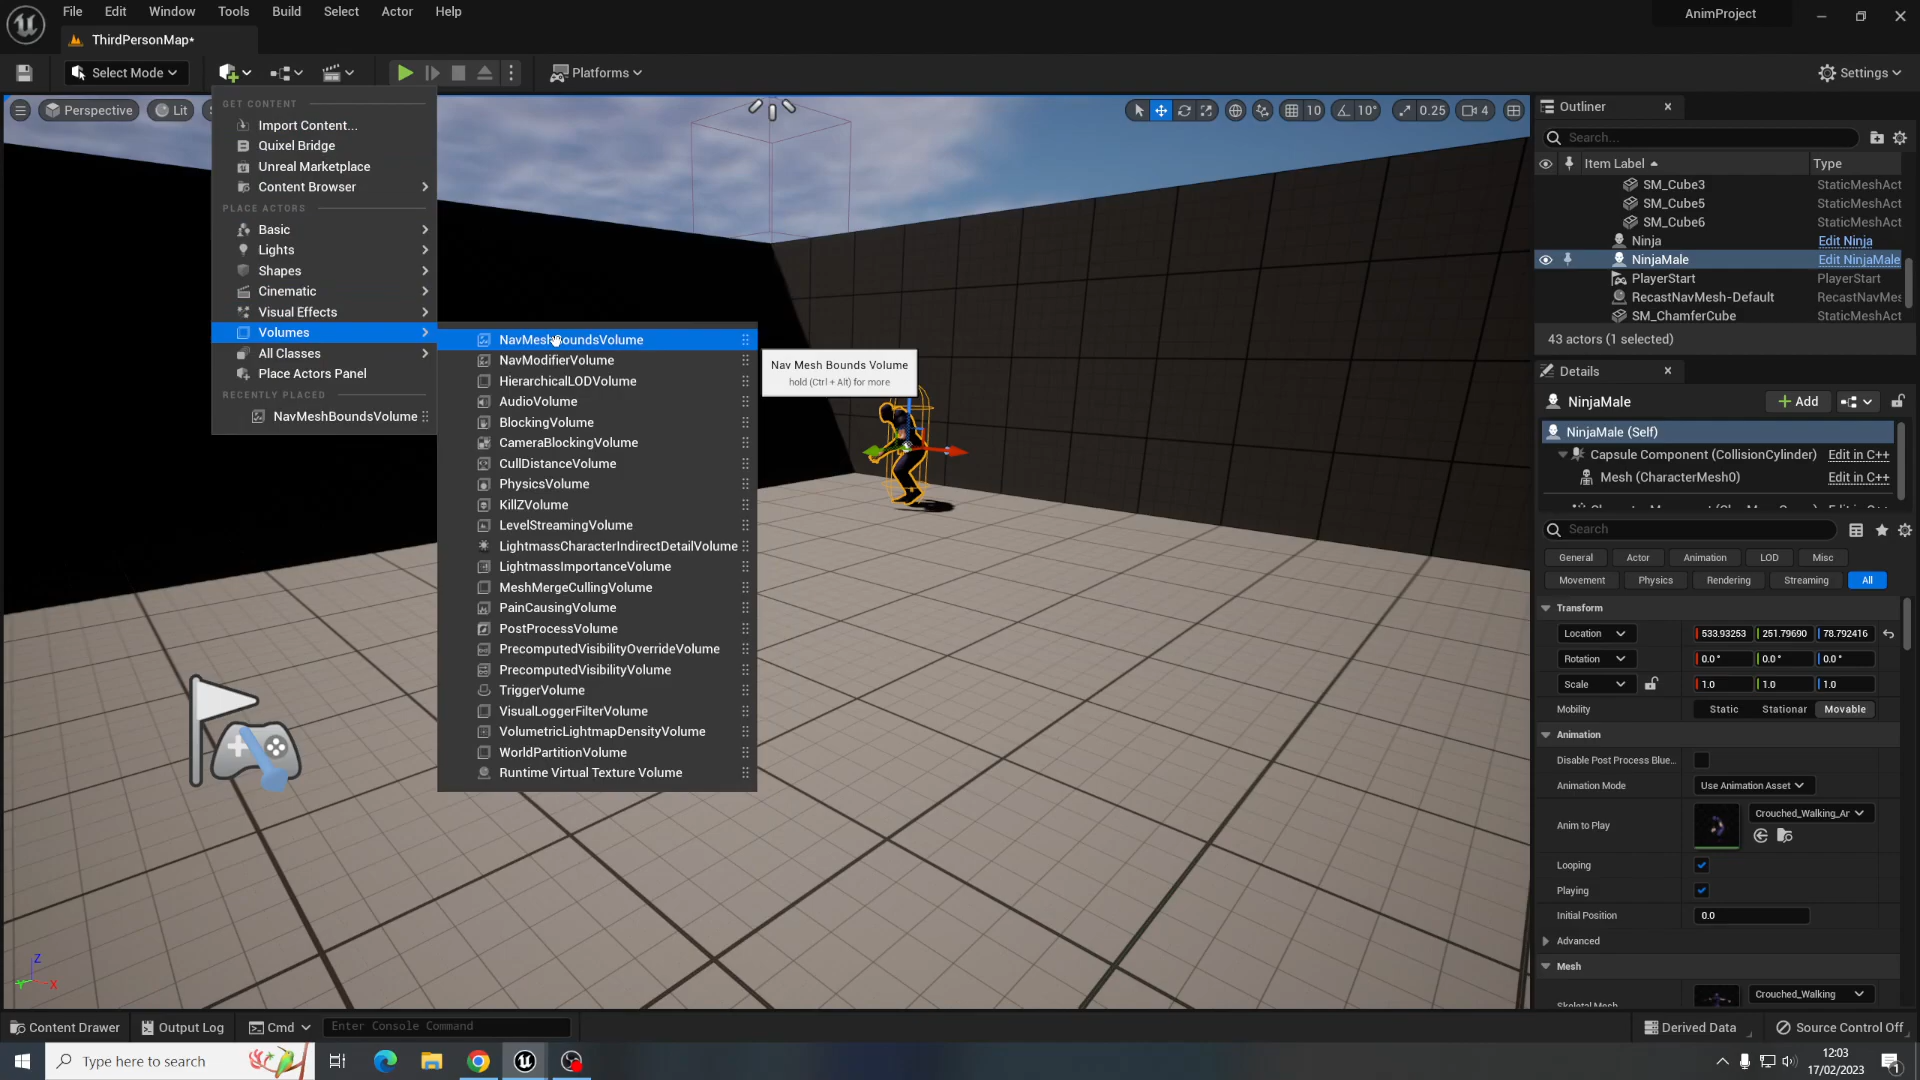 File Edit Window Tools Build Select Actor Help
AnimProject
ThirdPersonMap*
Select Mode
Platforms
Settings
Perspective
Lit
10
10°
0.25
4
GET CONTENT
Import Content...
Quixel Bridge
Unreal Marketplace
Content Browser
PLACE ACTORS
Basic
Lights
Shapes
Cinematic
Visual Effects
Volumes
All Classes
Place Actors Panel
RECENTLY PLACED
NavMeshBoundsVolume
NavMeshBoundsVolume
NavModifierVolume
HierarchicalLODVolume
AudioVolume
BlockingVolume
CameraBlockingVolume
CullDistanceVolume
PhysicsVolume
KillZVolume
LevelStreamingVolume
LightmassCharacterIndirectDetailVolume
LightmassImportanceVolume
MeshMergeCullingVolume
PainCausingVolume
PostProcessVolume
PrecomputedVisibilityOverrideVolume
PrecomputedVisibilityVolume
TriggerVolume
VisualLoggerFilterVolume
VolumetricLightmapDensityVolume
WorldPartitionVolume
Runtime Virtual Texture Volume
Nav Mesh Bounds Volume
hold (Ctrl + Alt) for more
Z
Y
X
Outliner
Search...
Item Label Type
SM_Cube3 StaticMeshAct
SM_Cube5 StaticMeshAct
SM_Cube6 StaticMeshAct
Ninja Edit Ninja
NinjaMale Edit NinjaMale
PlayerStart PlayerStart
RecastNavMesh-Default RecastNavMes
SM_ChamferCube StaticMeshAct
43 actors (1 selected)
Details
NinjaMale
Add
NinjaMale (Self)
Capsule Component (CollisionCylinder) Edit in C++
Mesh (CharacterMesh0) Edit in C++
Search
General Actor Animation LOD Misc
Movement Physics Rendering Streaming All
Transform
Location 533.93253 251.79690 78.792416
Rotation 0.0° 0.0° 0.0°
Scale 1.0 1.0 1.0
Mobility Static Stationar Movable
Animation
Disable Post Process Blue...
Animation Mode Use Animation Asset
Anim to Play Crouched_Walking_Ar
Looping
Playing
Initial Position 0.0
Advanced
Mesh
Skeletal Mesh Crouched_Walking
Content Drawer Output Log Cmd Enter Console Command Derived Data Source Control Off
Type here to search
12:03
17/02/2023
1